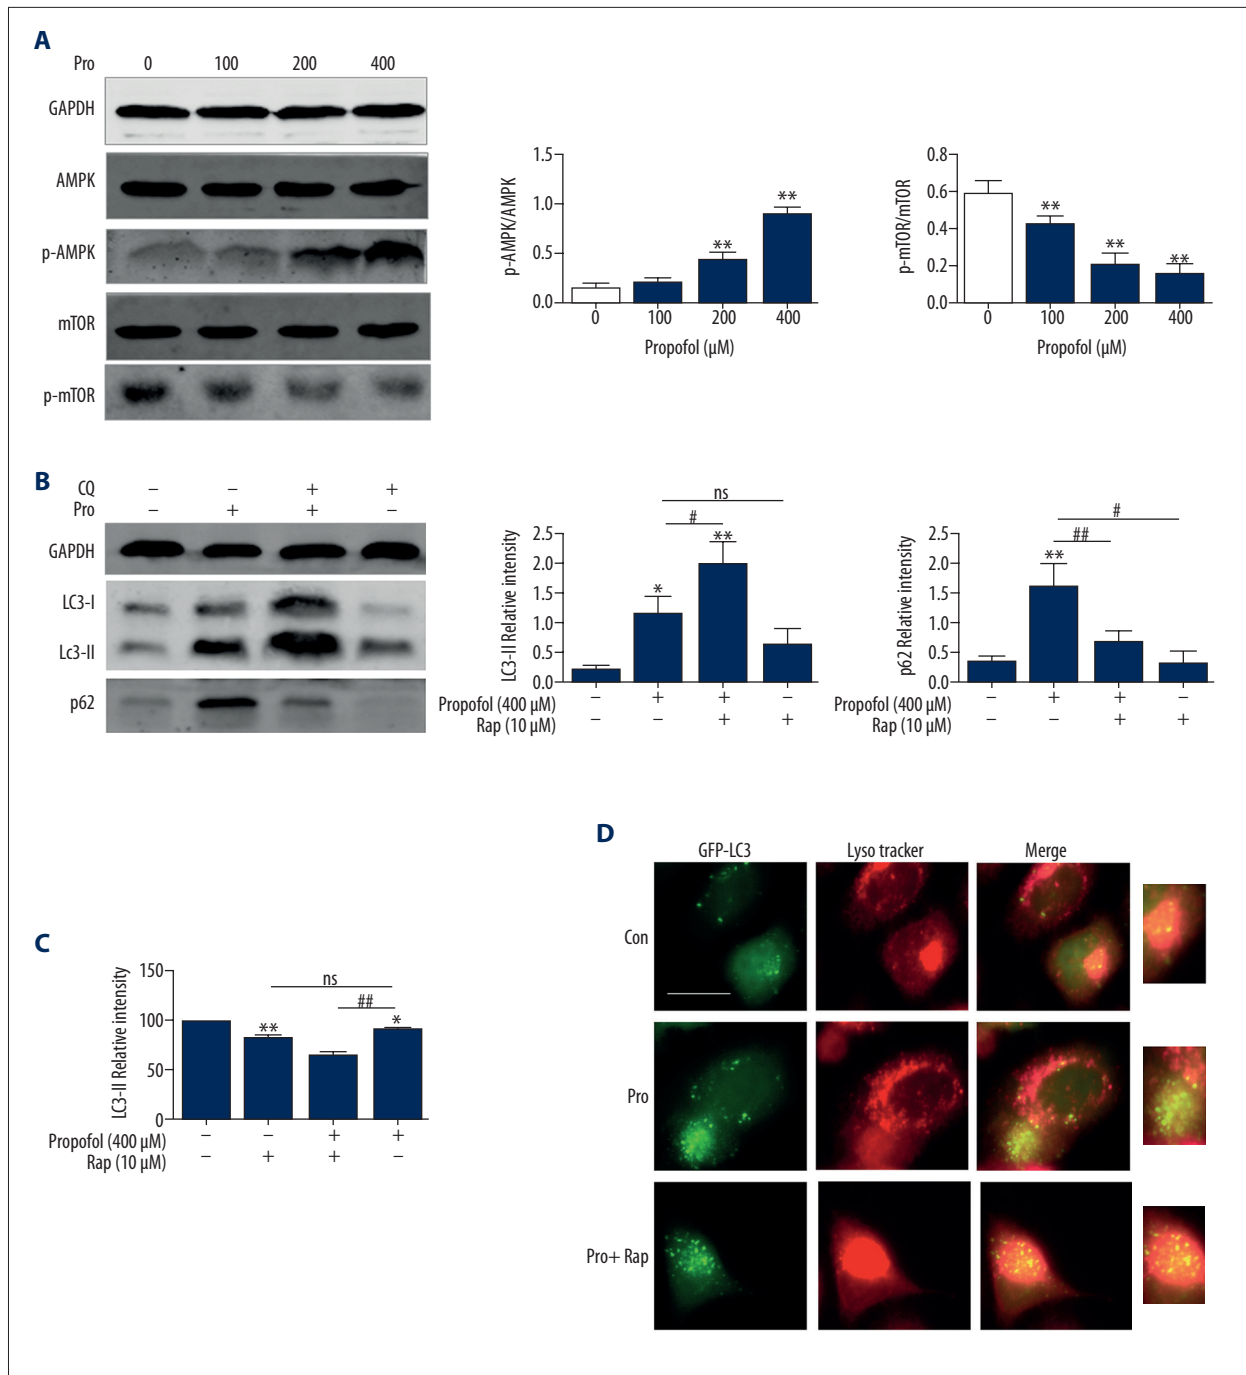 A
Pro 0 100 200 400
GAPDH
AMPK
p-AMPK
mTOR
p-mTOR
p-AMPK/AMPK
1.5
1.0
0.5
0.0
**
**
0 100 200 400
Propofol (µM)
p-mTOR/mTOR
0.8
0.6
0.4
0.2
0.0
**
**
**
0 100 200 400
Propofol (µM)
B
CQ – – + +
Pro – + + –
GAPDH
LC3-I
Lc3-II
p62
LC3-II Relative intensity
2.5
2.0
1.5
1.0
0.5
0.0
ns
#
*
**
Propofol (400 µM) – + + –
Rap (10 µM) – – + +
p62 Relative intensity
2.5
2.0
1.5
1.0
0.5
0.0
#
##
**
Propofol (400 µM) – + + –
Rap (10 µM) – – + +
C
LC3-II Relative intensity
150
100
50
0
ns
##
**
*
Propofol (400 µM) – – + +
Rap (10 µM) – + + –
D
GFP-LC3 Lyso tracker Merge
Con
Pro
Pro+ Rap